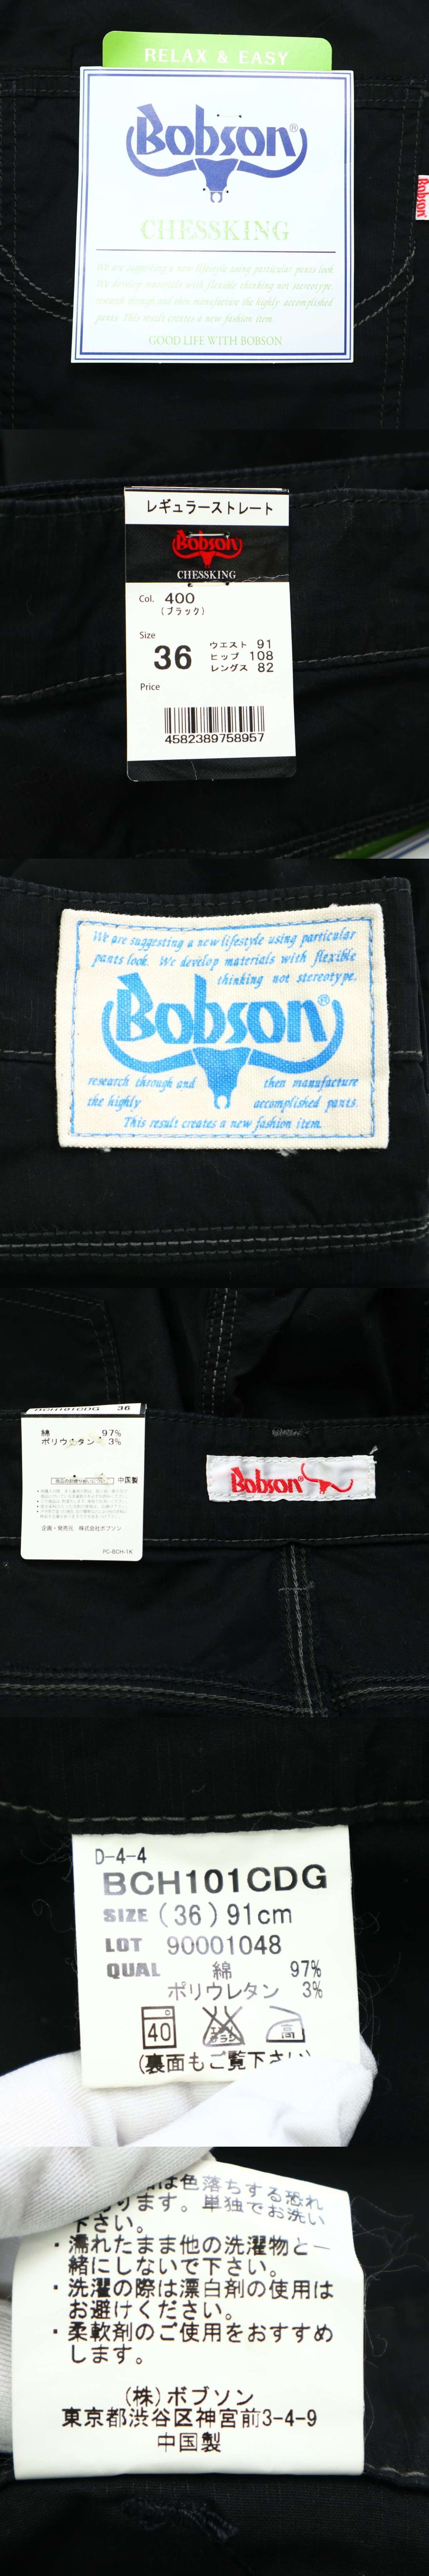 RELAX & EASY
Bobson®
CHESSKING
We are suggesting a new lifestyle using particular pants look.
We develop materials with flexible thinking not stereotype.
research through and then manufacture the highly accomplished
pants. This result creates a new fashion item.
GOOD LIFE WITH BOBSON
Bobson
レギュラーストレート
Bobson
CHESSKING
Col. 400
(ブラック)
Size
36
ウエスト 91
ヒップ 108
レングス 82
Price
4582389758957
We are suggesting a new lifestyle using particular
pants look. We develop materials with flexible
thinking not stereotype.
Bobson®
research through and then manufacture
the highly accomplished pants.
This result creates a new fashion item.
BCH101CDG 36
綿 97%
ポリウレタン 3%
中国製
企画・発売元 株式会社ボブソン
PC-BCH-1K
Bobson®
D-4-4
BCH101CDG
SIZE (36) 91cm
LOT 90001048
QUAL 綿 97%
ポリウレタン 3%
40
高
(裏面もご覧下さい)
は色落ちする恐れ
ります。単独でお洗い
下さい。
・濡れたまま他の洗濯物と一
緒にしないで下さい。
・洗濯の際は漂白剤の使用は
お避けください。
・柔軟剤のご使用をおすすめ
します。
(株)ボブソン
東京都渋谷区神宮前3-4-9
中国製